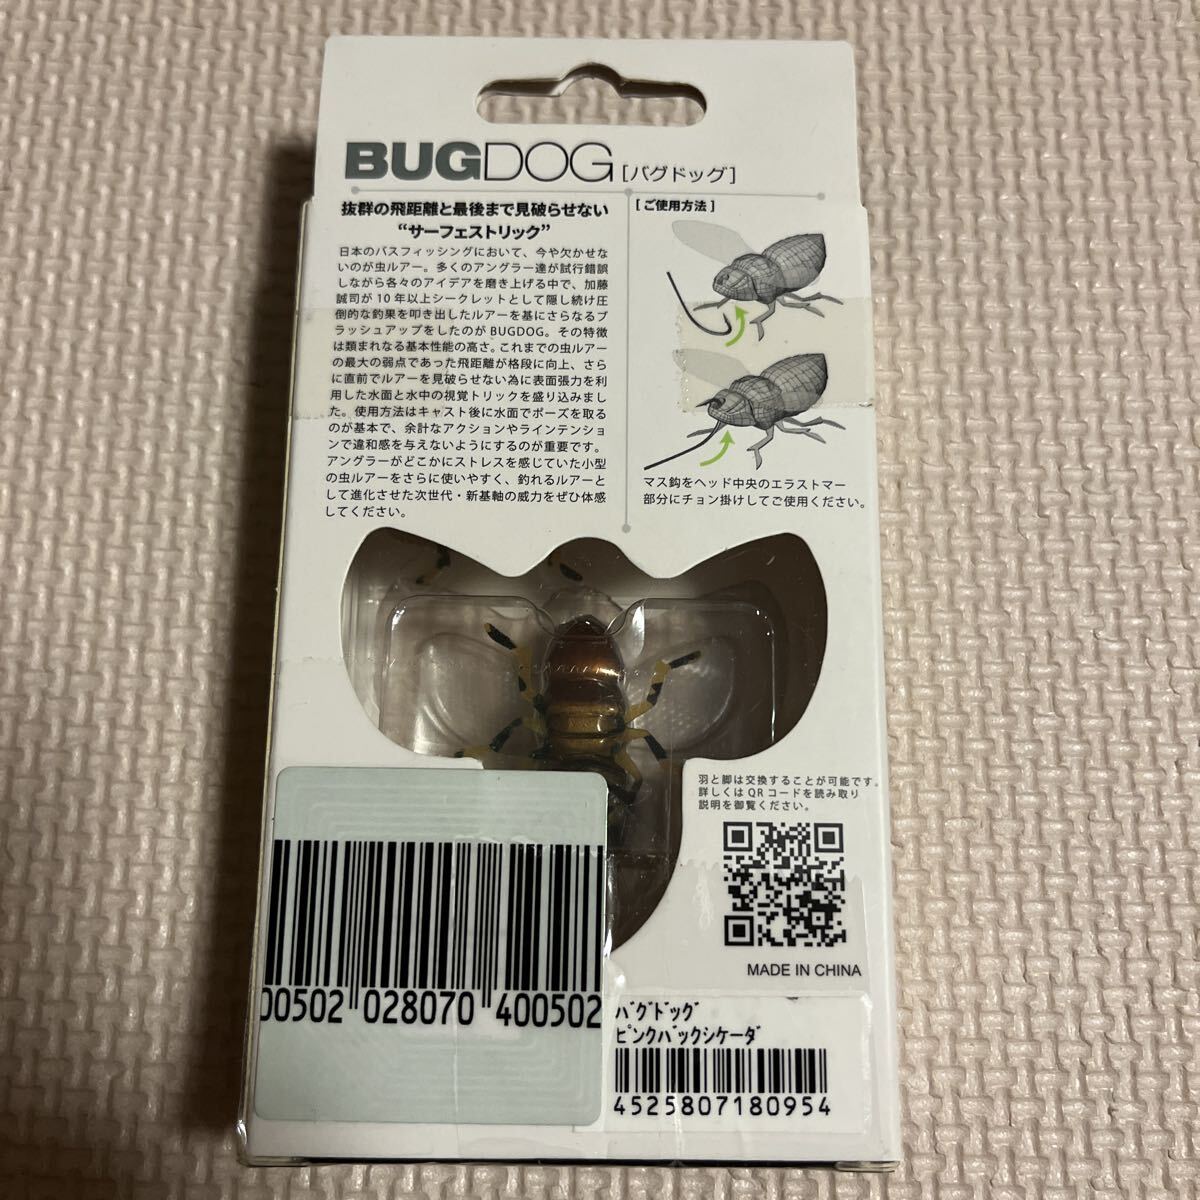 BUGDOG [バグドッグ]
抜群の飛距離と最後まで見破らせない
“サーフェストリック”
日本のバスフィッシングにおいて、今や欠かせな
いのが虫ルアー。多くのアングラー達が試行錯誤
しながら各々のアイデアを磨き上げる中で、加藤
誠司が10年以上シークレットとして隠し続け圧
倒的な釣果を叩き出したルアーを基にさらなるブ
ラッシュアップをしたのがBUGDOG。その特徴
は類まれなる基本性能の高さ。これまでの虫ルアー
の最大の弱点であった飛距離が格段に向上、さら
に直前でルアーを見破らせない為に表面張力を利
用した水面と水中の視覚トリックを盛り込みまし
た。使用方法はキャスト後に水面でポーズを取る
のが基本で、余計なアクションやラインテンショ
ンで違和感を与えないようにするのが重要です。
アングラーがどこかにストレスを感じていた小型
の虫ルアーをさらに使いやすく、釣れるルアーと
して進化させた次世代・新基軸の威力をぜひ体感
してください。
[ご使用方法]
マス鈎をヘッド中央のエラストマー
部分にチョン掛けしてご使用ください。
羽と脚は交換することが可能です。
詳しくはQRコードを読み取り
説明を御覧ください。
MADE IN CHINA
00502 028070 400502
バグドッグ
ピンクバックシケーダ
4525807180954